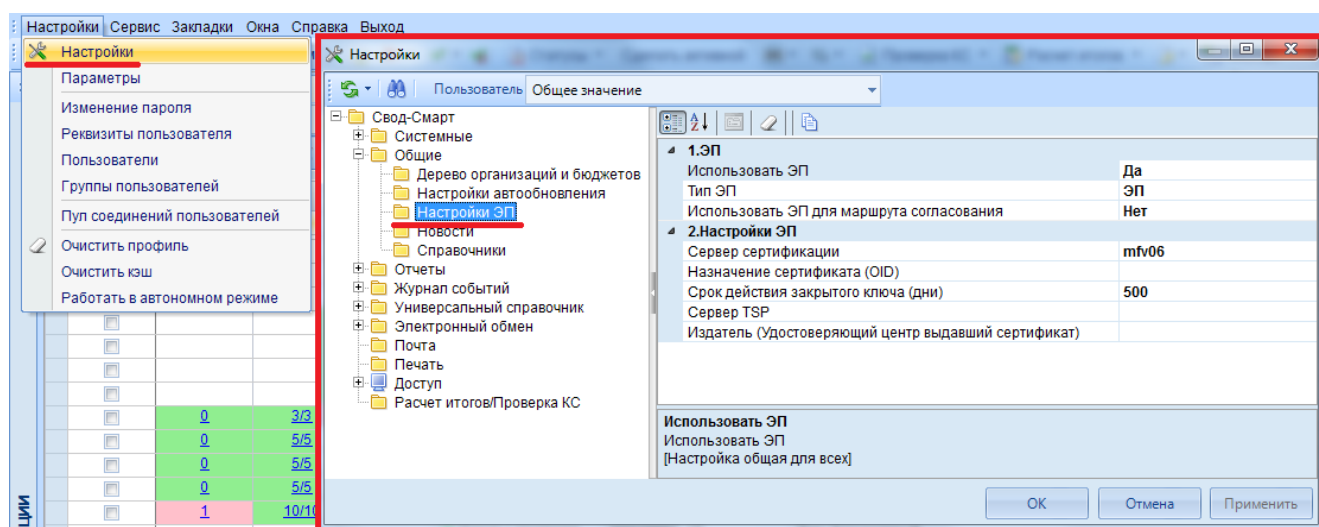 Настройки Сервис Закладки Окна Справка Выход
Настройки
Параметры
Изменение пароля
Реквизиты пользователя
Пользователи
Группы пользователей
Пул соединений пользователей
Очистить профиль
Очистить кэш
Работать в автономном режиме
0 3/3
0 5/5
0 5/5
0 5/5
1 10/10
ции
Настройки
Пользователь Общее значение
Свод-Смарт
Системные
Общие
Дерево организаций и бюджетов
Настройки автообновления
Настройки ЭП
Новости
Справочники
Отчеты
Журнал событий
Универсальный справочник
Электронный обмен
Почта
Печать
Доступ
Расчет итогов/Проверка КС
1.ЭП
Использовать ЭП Да
Тип ЭП ЭП
Использовать ЭП для маршрута согласования Нет
2.Настройки ЭП
Сервер сертификации mfv06
Назначение сертификата (OID)
Срок действия закрытого ключа (дни) 500
Сервер TSP
Издатель (Удостоверяющий центр выдавший сертификат)
Использовать ЭП
Использовать ЭП
[Настройка общая для всех]
ОК Отмена Применить